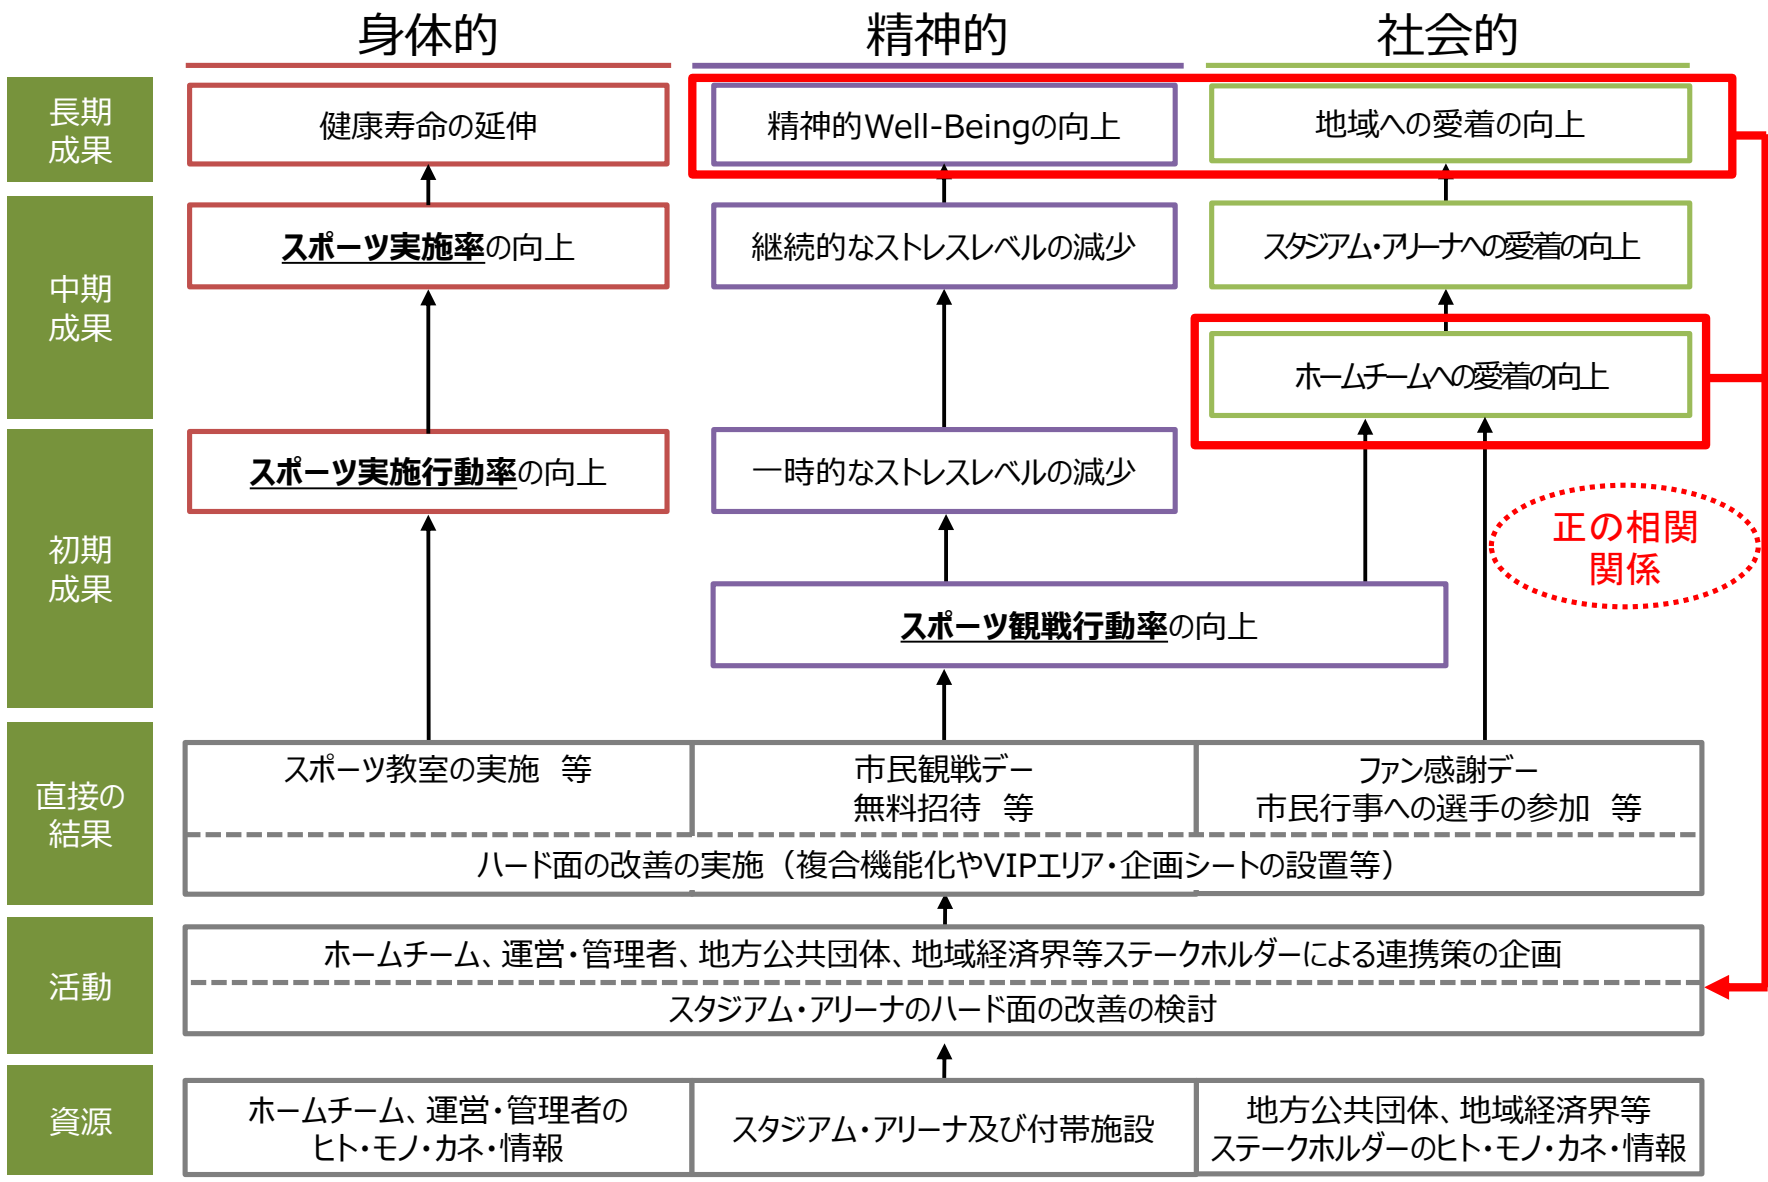 身体的
精神的
社会的
長期
成果
健康寿命の延伸
精神的Well-Beingの向上
地域への愛着の向上
中期
成果
スポーツ実施率の向上
継続的なストレスレベルの減少
スタジアム・アリーナへの愛着の向上
ホームチームへの愛着の向上
初期
成果
スポーツ実施行動率の向上
一時的なストレスレベルの減少
正の相関
関係
スポーツ観戦行動率の向上
直接の
結果
スポーツ教室の実施 等
市民観戦デー
無料招待 等
ファン感謝デー
市民行事への選手の参加 等
ハード面の改善の実施（複合機能化やVIPエリア・企画シートの設置等）
活動
ホームチーム、運営・管理者、地方公共団体、地域経済界等ステークホルダーによる連携策の企画
スタジアム・アリーナのハード面の改善の検討
資源
ホームチーム、運営・管理者の
ヒト・モノ・カネ・情報
スタジアム・アリーナ及び付帯施設
地方公共団体、地域経済界等
ステークホルダーのヒト・モノ・カネ・情報